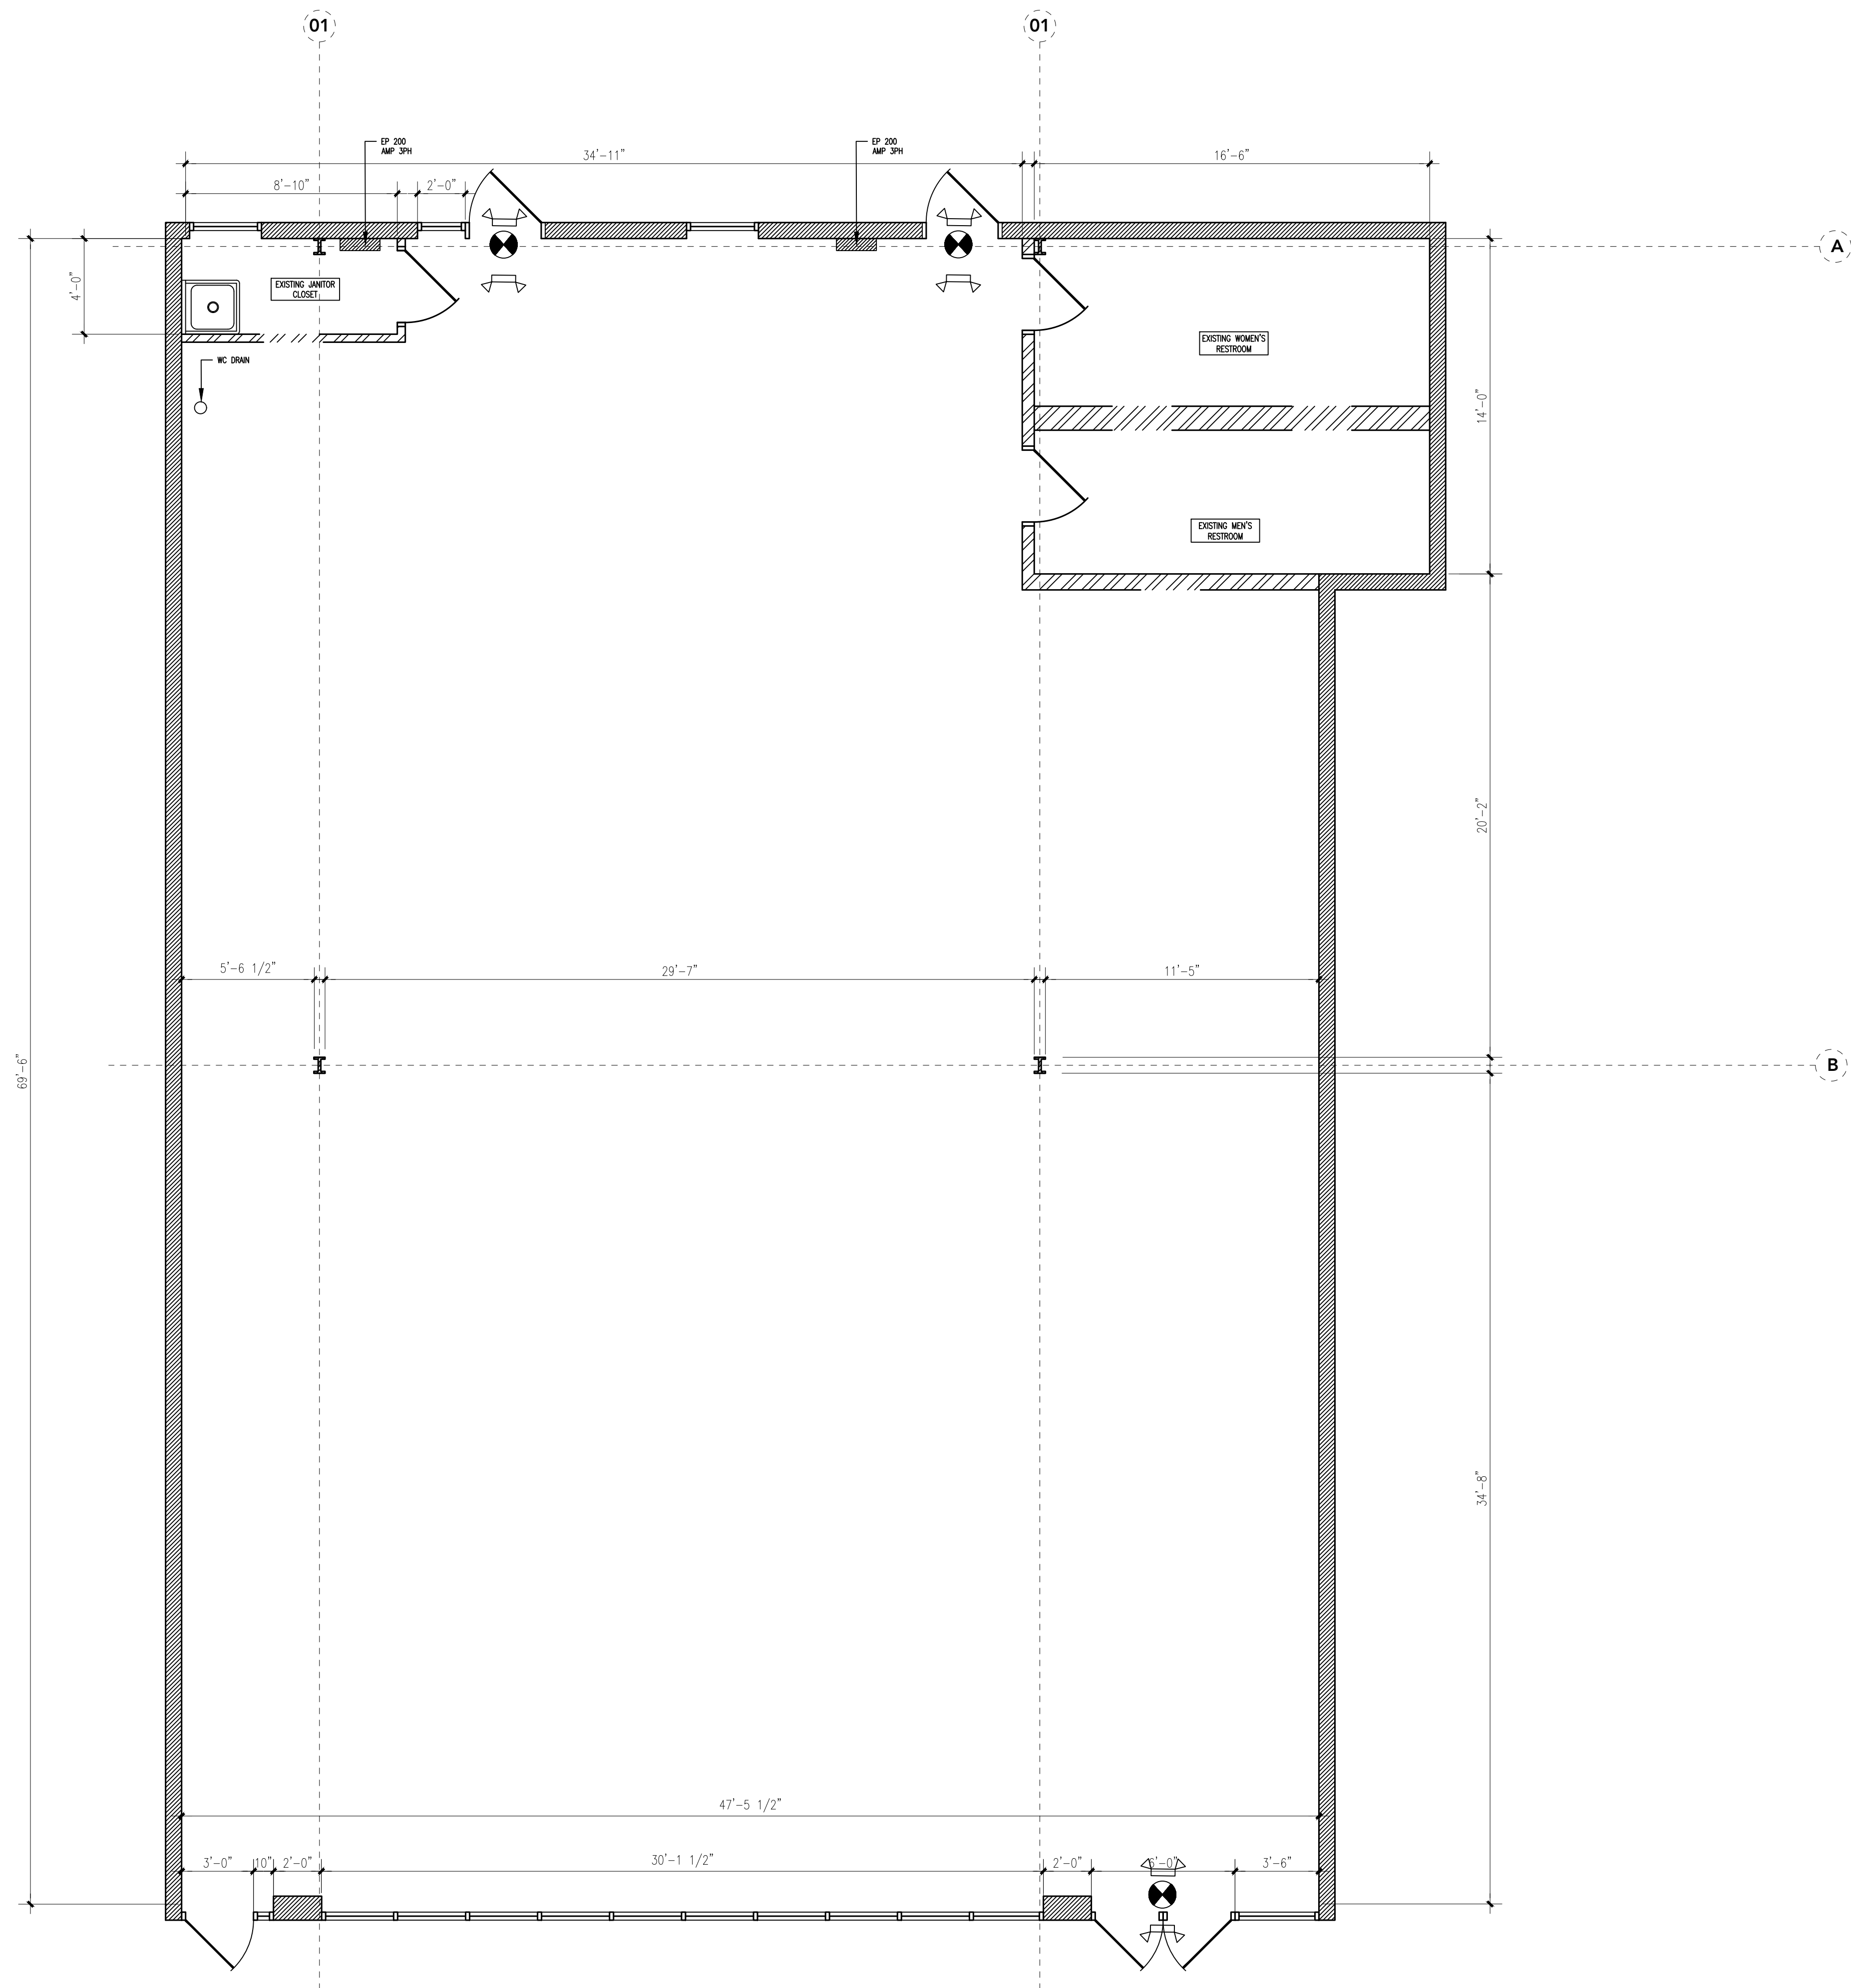 01
01
EP 200
AMP 3PH
EP 200
AMP 3PH
34'-11"
16'-6"
8'-10"
2'-0"
A
4'-0"
EXISTING JANITOR
CLOSET
EXISTING WOMEN'S
RESTROOM
WC DRAIN
14'-0"
EXISTING MEN'S
RESTROOM
20'-2"
5'-6 1/2"
29'-7"
11'-5"
69'-6"
B
34'-8"
47'-5 1/2"
3'-0"
10"
2'-0"
30'-1 1/2"
2'-0"
6'-0"
3'-6"